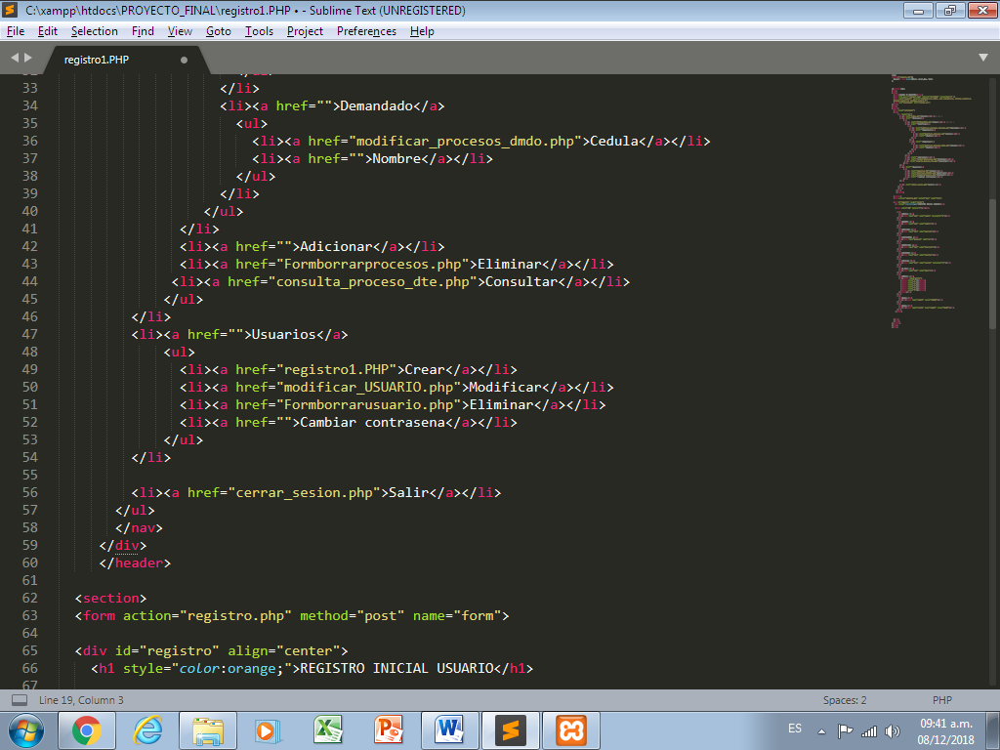 C:\xampp\htdocs\PROYECTO_FINAL\registro1.PHP • - Sublime Text (UNREGISTERED)
File Edit Selection Find View Goto Tools Project Preferences Help
registro1.PHP
33 </li>
34 <li><a href="">Demandado</a>
35 <ul>
36 <li><a href="modificar_procesos_dmdo.php">Cedula</a></li>
37 <li><a href="">Nombre</a></li>
38 </ul>
39 </li>
40 </ul>
41 </li>
42 <li><a href="">Adicionar</a></li>
43 <li><a href="Formborrarprocesos.php">Eliminar</a></li>
44 <li><a href="consulta_proceso_dte.php">Consultar</a></li>
45 </ul>
46 </li>
47 <li><a href="">Usuarios</a>
48 <ul>
49 <li><a href="registro1.PHP">Crear</a></li>
50 <li><a href="modificar_USUARIO.php">Modificar</a></li>
51 <li><a href="Formborrarusuario.php">Eliminar</a></li>
52 <li><a href="">Cambiar contrasena</a></li>
53 </ul>
54 </li>
55
56 <li><a href="cerrar_sesion.php">Salir</a></li>
57 </ul>
58 </nav>
59 </div>
60 </header>
61
62 <section>
63 <form action="registro.php" method="post" name="form">
64
65 <div id="registro" align="center">
66 <h1 style="color:orange;">REGISTRO INICIAL USUARIO</h1>
67
Line 19, Column 3 Spaces: 2 PHP
ES 09:41 a.m.
08/12/2018